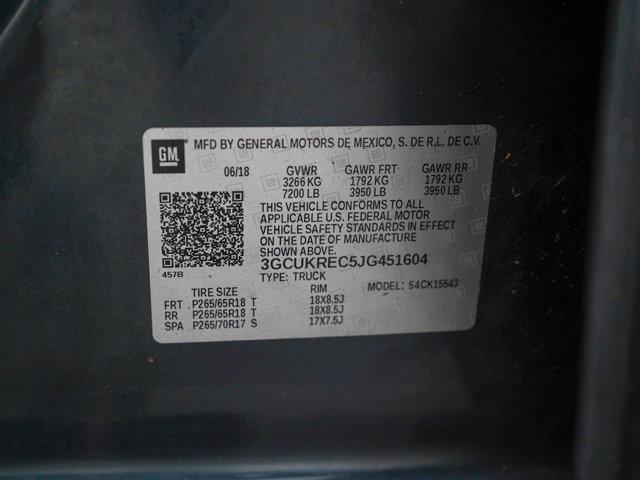 GM
MFD BY GENERAL MOTORS DE MEXICO, S. DE R.L. DE C.V.
06/18 GVWR GAWR FRT GAWR RR
3266 KG 1792 KG 1792 KG
7200 LB 3950 LB 3950 LB
THIS VEHICLE CONFORMS TO ALL
APPLICABLE U.S. FEDERAL MOTOR
VEHICLE SAFETY STANDARDS IN EFFECT
ON THE DATE OF MANUFACTURE
457B 3GCUKREC5JG451604
TYPE: TRUCK MODEL: 54CK15543
TIRE SIZE RIM
FRT P265/65R18 T 18X8.5J
RR P265/65R18 T 18X8.5J
SPA P265/70R17 S 17X7.5J